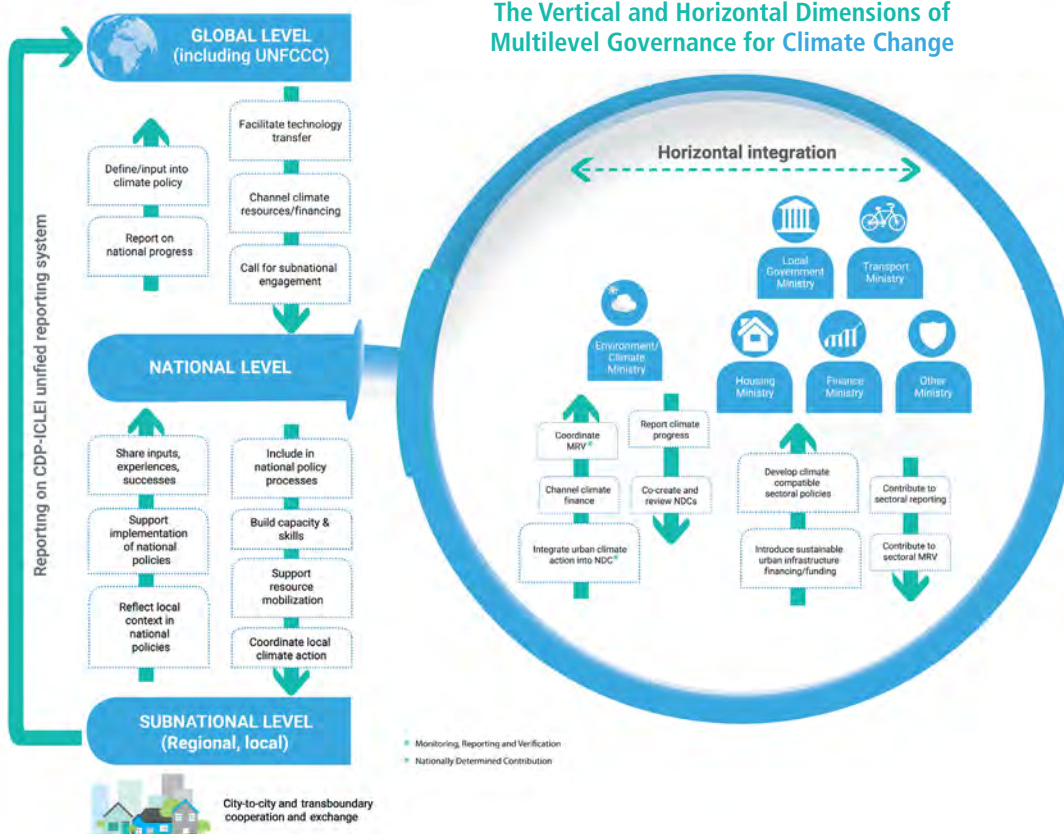 The Vertical and Horizontal Dimensions of
Multilevel Governance for Climate Change
GLOBAL LEVEL
(including UNFCCC)
Facilitate technology
transfer
Define/input into
climate policy
Channel climate
resources/financing
Report on
national progress
Call for subnational
engagement
Reporting on CDP-ICLEI unified reporting system
NATIONAL LEVEL
Share inputs,
experiences,
successes
Include in
national policy
processes
Support
implementation
of national
policies
Build capacity &
skills
Support
resource
mobilization
Reflect local
context in
national
policies
Coordinate local
climate action
SUBNATIONAL LEVEL
(Regional, local)
City-to-city and transboundary
cooperation and exchange
Horizontal integration
Local
Government
Ministry
Transport
Ministry
Environment/
Climate
Ministry
Housing
Ministry
Finance
Ministry
Other
Ministry
Coordinate
MRV*
Report climate
progress
Channel climate
finance
Co-create and
review NDCs
Integrate urban climate
action into NDC*
Develop climate
compatible
sectoral policies
Contribute to
sectoral reporting
Introduce sustainable
urban infrastructure
financing/funding
Contribute to
sectoral MRV
* Monitoring, Reporting and Verification
* Nationally Determined Contribution